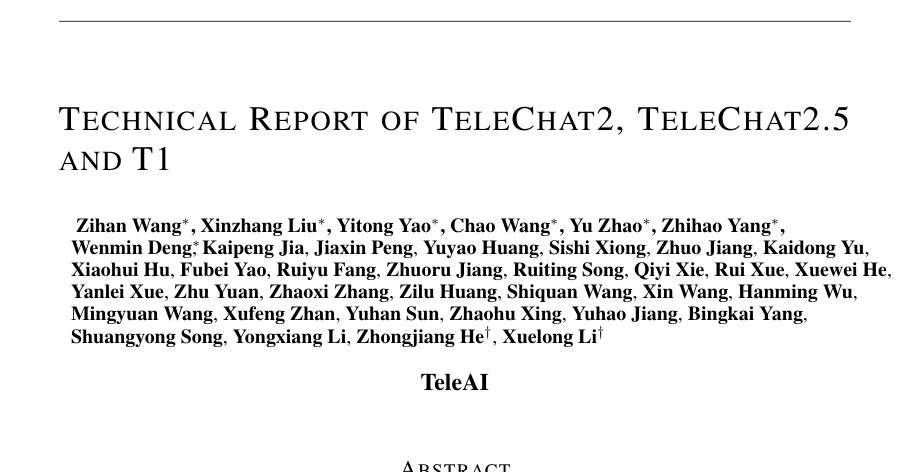 TECHNICAL REPORT OF TELECHAT2, TELECHAT2.5
AND T1
Zihan Wang*, Xinzhang Liu*, Yitong Yao*, Chao Wang*, Yu Zhao*, Zhihao Yang*,
Wenmin Deng*, Kaipeng Jia, Jiaxin Peng, Yuyao Huang, Sishi Xiong, Zhuo Jiang, Kaidong Yu,
Xiaohui Hu, Fubei Yao, Ruiyu Fang, Zhuoru Jiang, Ruiting Song, Qiyi Xie, Rui Xue, Xuewei He,
Yanlei Xue, Zhu Yuan, Zhaoxi Zhang, Zilu Huang, Shiquan Wang, Xin Wang, Hanming Wu,
Mingyuan Wang, Xufeng Zhan, Yuhan Sun, Zhaohu Xing, Yuhao Jiang, Bingkai Yang,
Shuangyong Song, Yongxiang Li, Zhongjiang He†, Xuelong Li†
TeleAI
ABSTRACT